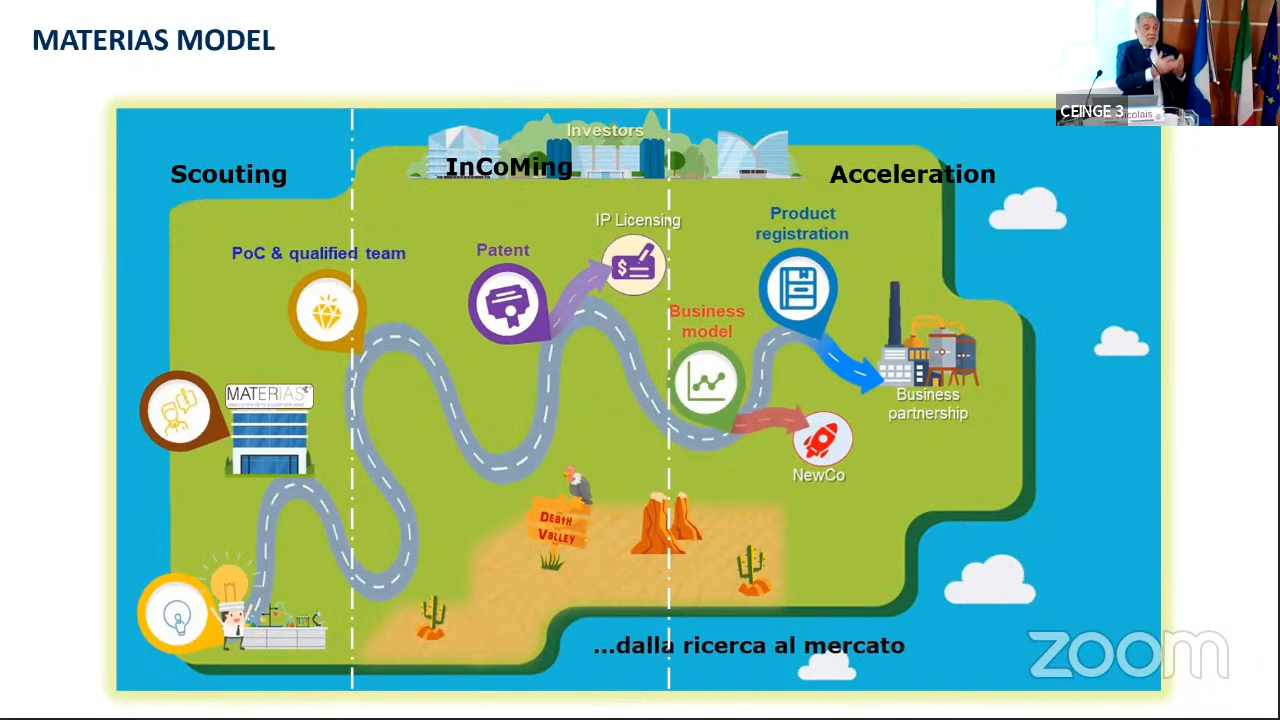 MATERIAS MODEL
CEINGE 3
colais
Investors
Scouting
InCoMing
Acceleration
IP Licensing
Product
registration
PoC & qualified team
Patent
Business
model
MATERIAS
Business
partnership
NewCo
DEATH
VALLEY
...dalla ricerca al mercato
zoom